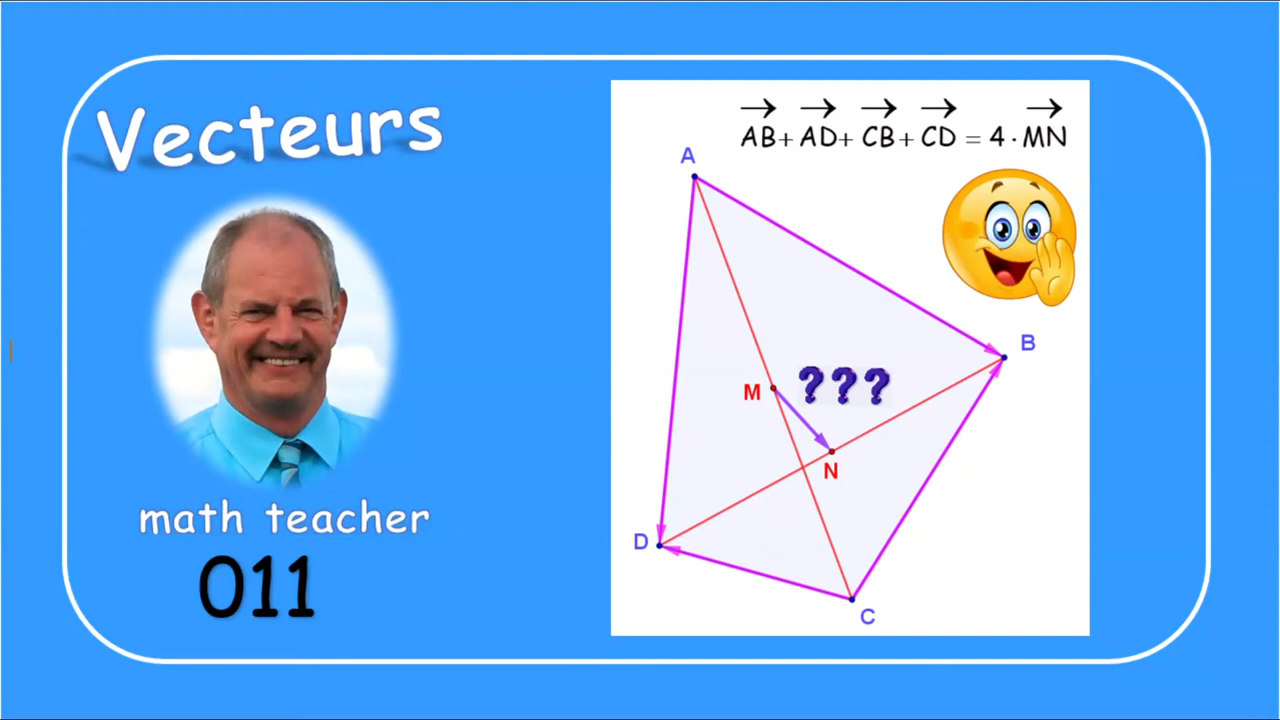 Vecteurs
math teacher
011
AB + AD + CB + CD = 4 · MN
A
B
M
???
N
D
C